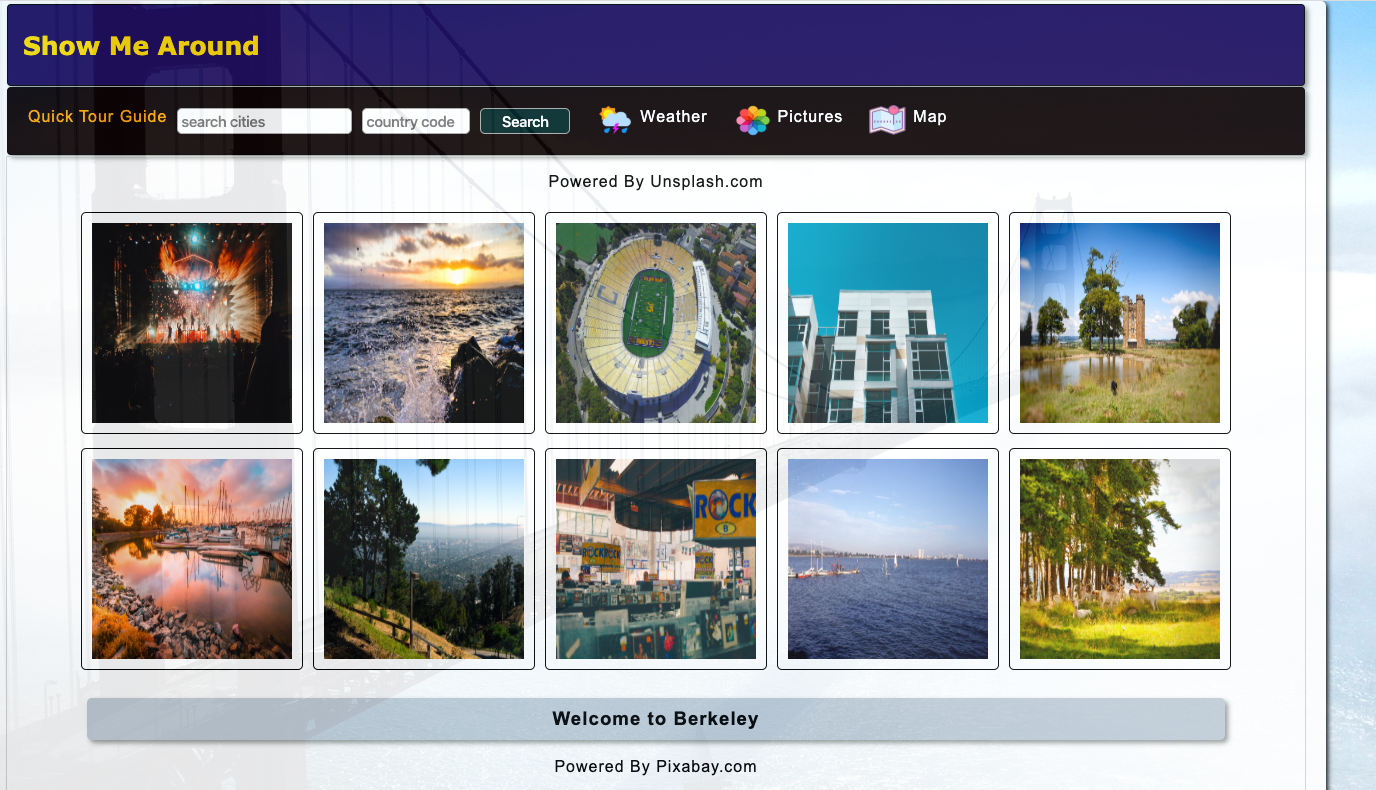 Show Me Around
Quick Tour Guide search cities country code Search Weather Pictures Map
Powered By Unsplash.com
ROCK
B
ROCKROCK
Welcome to Berkeley
Powered By Pixabay.com